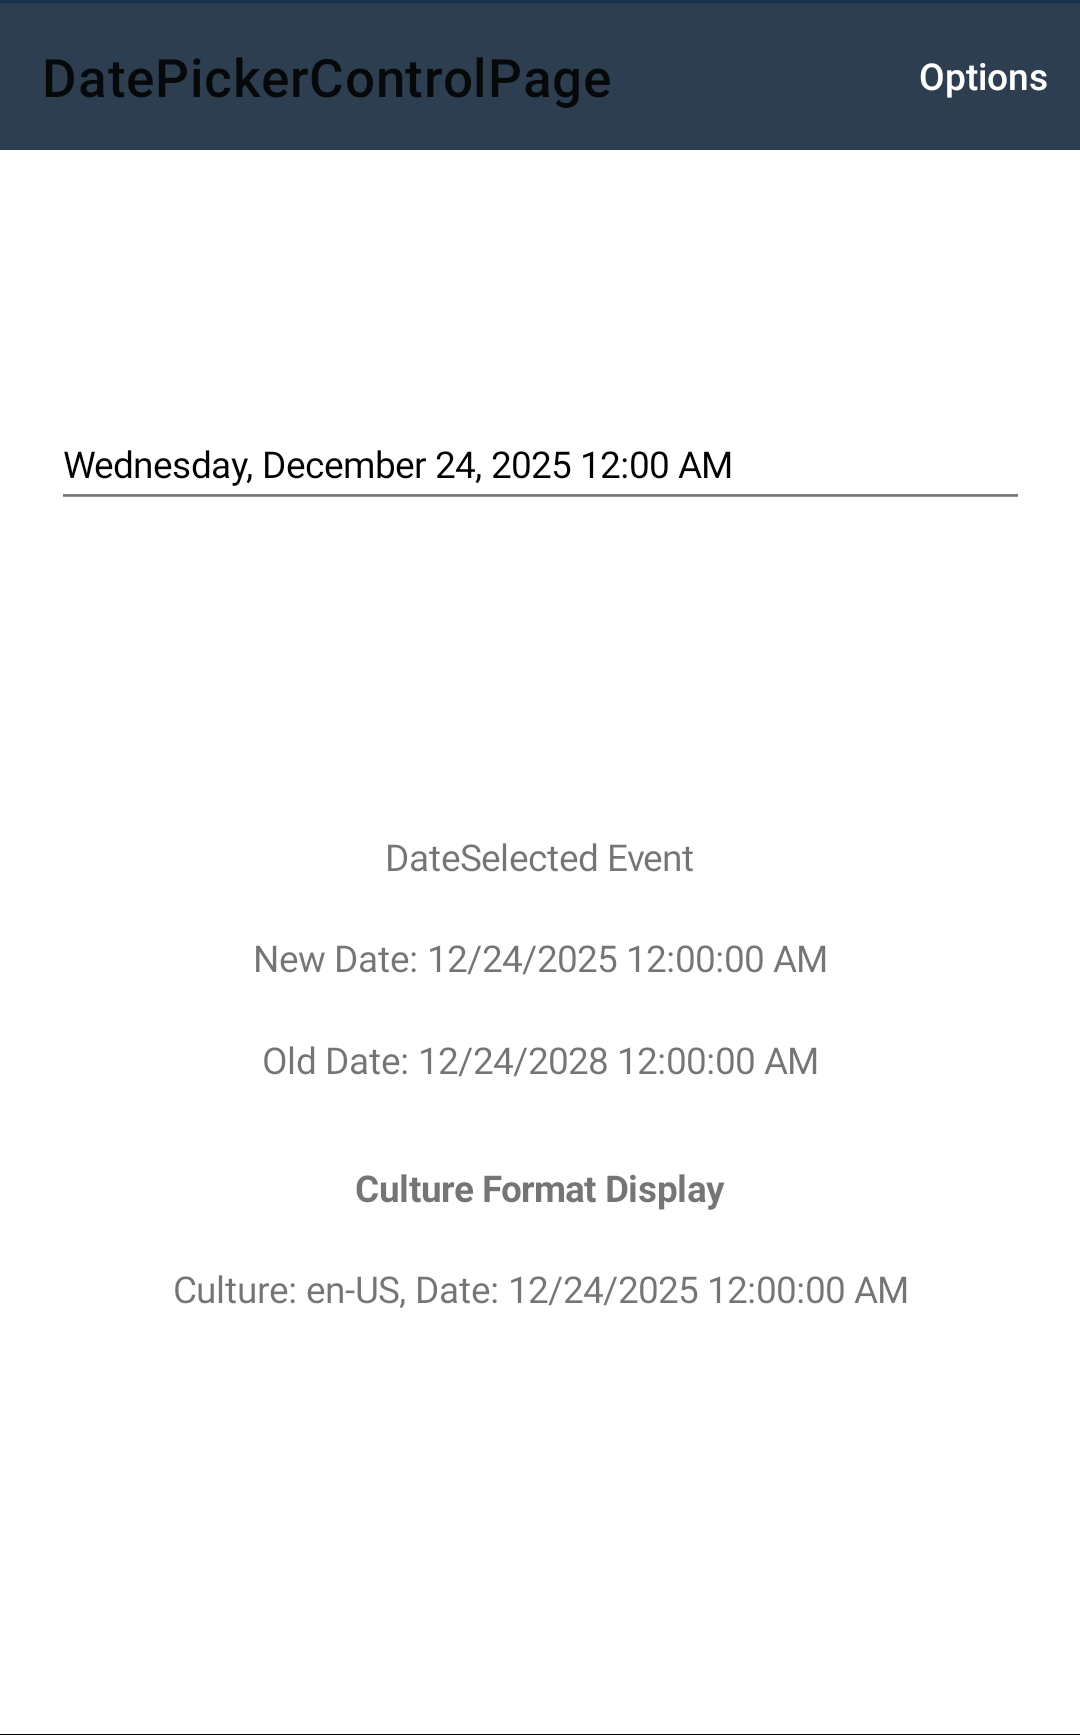 DatePickerControlPage
Options
Wednesday, December 24, 2025 12:00 AM
DateSelected Event
New Date: 12/24/2025 12:00:00 AM
Old Date: 12/24/2028 12:00:00 AM
Culture Format Display
Culture: en-US, Date: 12/24/2025 12:00:00 AM